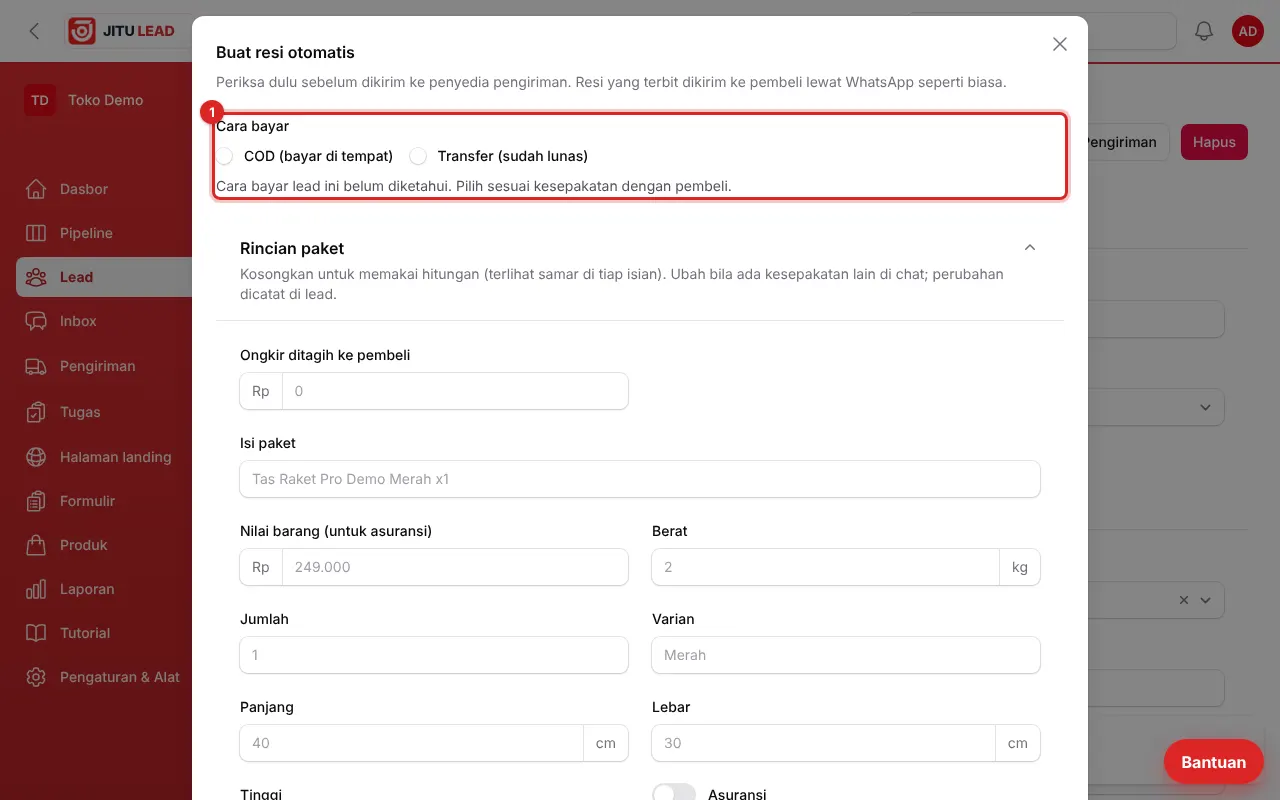 JITU LEAD
AD
TD
Toko Demo
Dasbor
Pipeline
Lead
Inbox
Pengiriman
Tugas
Halaman landing
Formulir
Produk
Laporan
Tutorial
Pengaturan & Alat
Buat resi otomatis
Periksa dulu sebelum dikirim ke penyedia pengiriman. Resi yang terbit dikirim ke pembeli lewat WhatsApp seperti biasa.
1
Cara bayar
COD (bayar di tempat)
Transfer (sudah lunas)
Cara bayar lead ini belum diketahui. Pilih sesuai kesepakatan dengan pembeli.
Rincian paket
Kosongkan untuk memakai hitungan (terlihat samar di tiap isian). Ubah bila ada kesepakatan lain di chat; perubahan
dicatat di lead.
Ongkir ditagih ke pembeli
Rp 0
Isi paket
Tas Raket Pro Demo Merah x1
Nilai barang (untuk asuransi)
Rp 249.000
Berat
2 kg
Jumlah
1
Varian
Merah
Panjang
40 cm
Lebar
30 cm
Tinggi
Asuransi
Pengiriman
Hapus
Bantuan